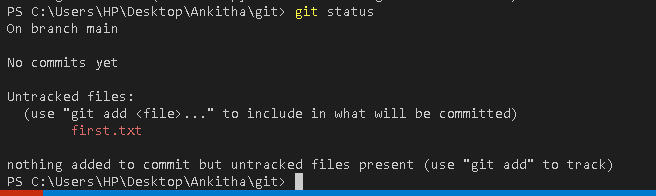 PS C:\Users\HP\Desktop\Ankitha\git> git status
On branch main
No commits yet
Untracked files:
(use "git add <file>..." to include in what will be committed)
first.txt
nothing added to commit but untracked files present (use "git add" to track)
PS C:\Users\HP\Desktop\Ankitha\git>